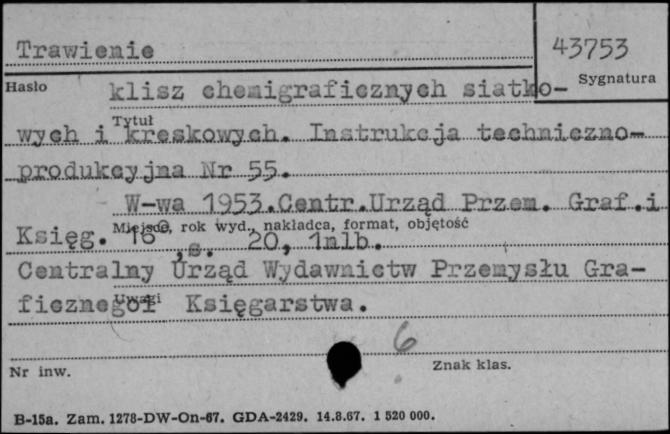 Trawienie
43753
Hasło
Sygnatura
klisz chemigraficznych siatko-
Tytuł
wych i kreskowych. Instrukcja techniczno-
produkcyjna Nr 55.
W-wa 1953.Centr.Urząd Przem. Graf.i
Miejsce, rok wyd., nakładca, format, objętość
Księg. 16°, s. 20, 1nlb.
Centralny Urząd Wydawnictw Przemysłu Gra-
Uwagi
ficznegoi Księgarstwa.
6
Nr inw.
Znak klas.
B-15a. Zam. 1278-DW-On-67. GDA-2429. 14.8.67. 1 520 000.